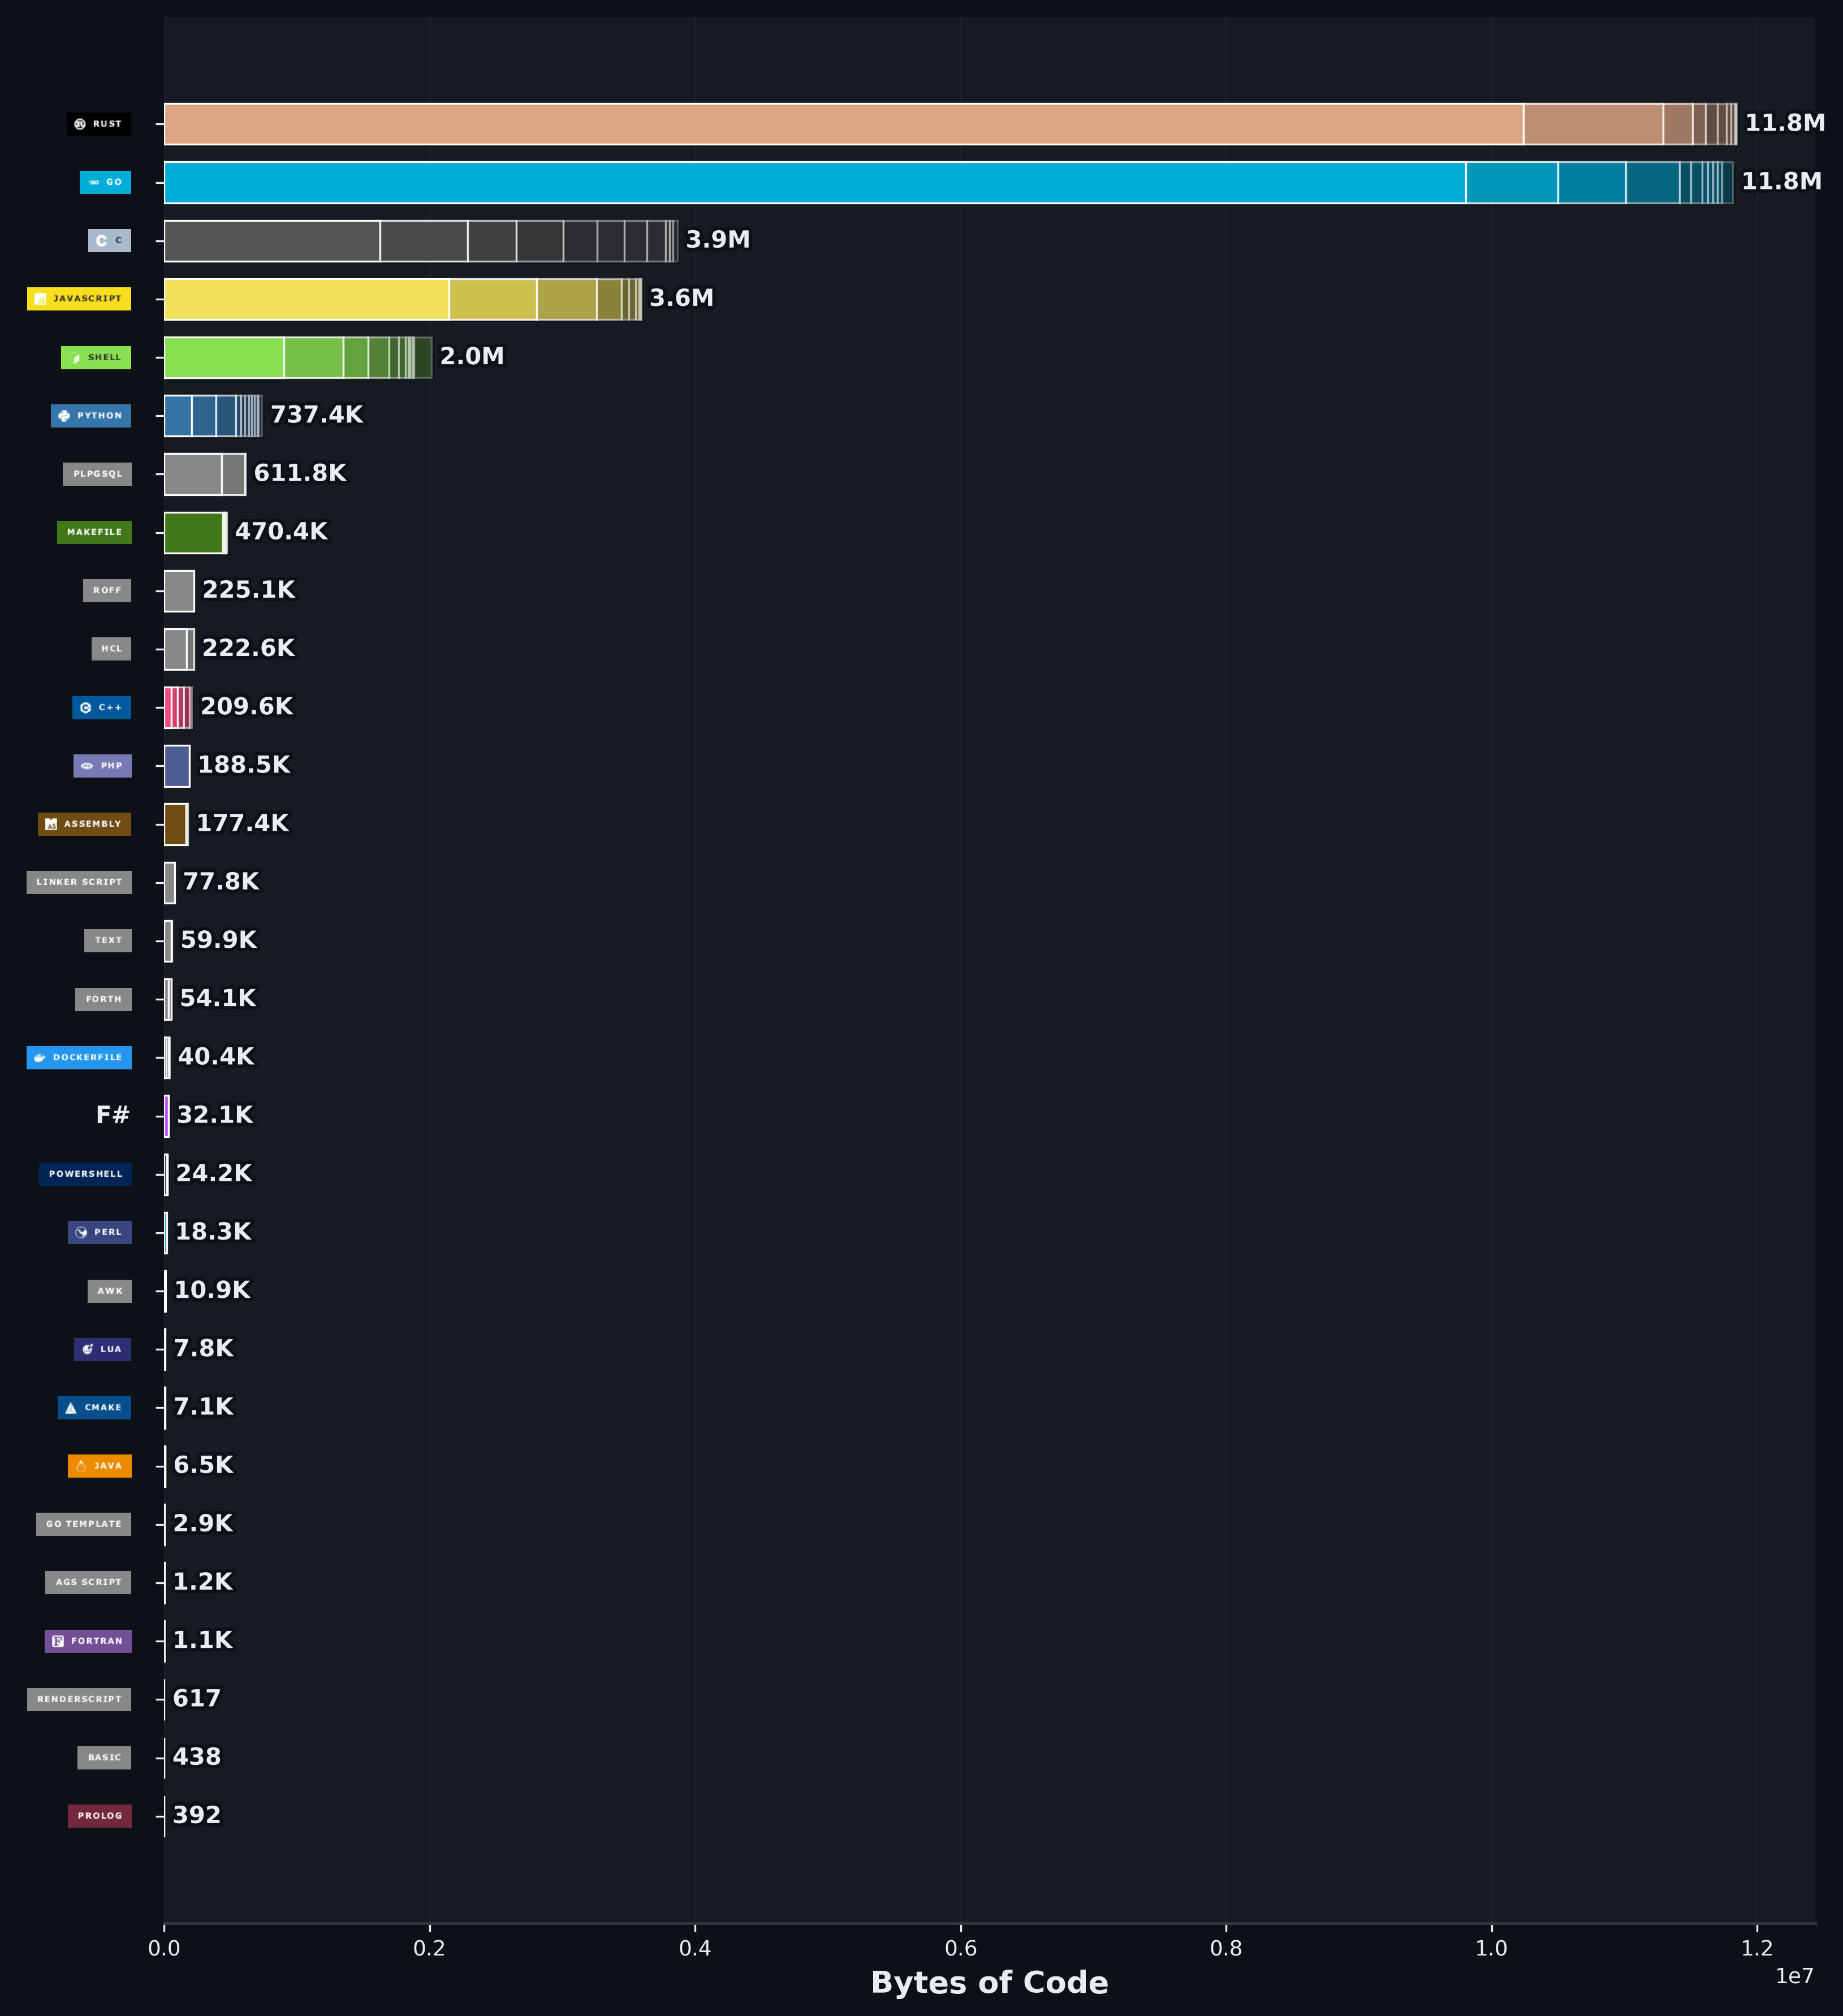 RUST 11.8M
GO 11.8M
C C 3.9M
JAVASCRIPT 3.6M
SHELL 2.0M
PYTHON 737.4K
PLPGSQL 611.8K
MAKEFILE 470.4K
ROFF 225.1K
HCL 222.6K
C++ 209.6K
PHP 188.5K
ASSEMBLY 177.4K
LINKER SCRIPT 77.8K
TEXT 59.9K
FORTH 54.1K
DOCKERFILE 40.4K
F# 32.1K
POWERSHELL 24.2K
PERL 18.3K
AWK 10.9K
LUA 7.8K
CMAKE 7.1K
JAVA 6.5K
GO TEMPLATE 2.9K
AGS SCRIPT 1.2K
F FORTRAN 1.1K
RENDERSCRIPT 617
BASIC 438
PROLOG 392
0.0 0.2 0.4 0.6 0.8 1.0 1.2
1e7
Bytes of Code